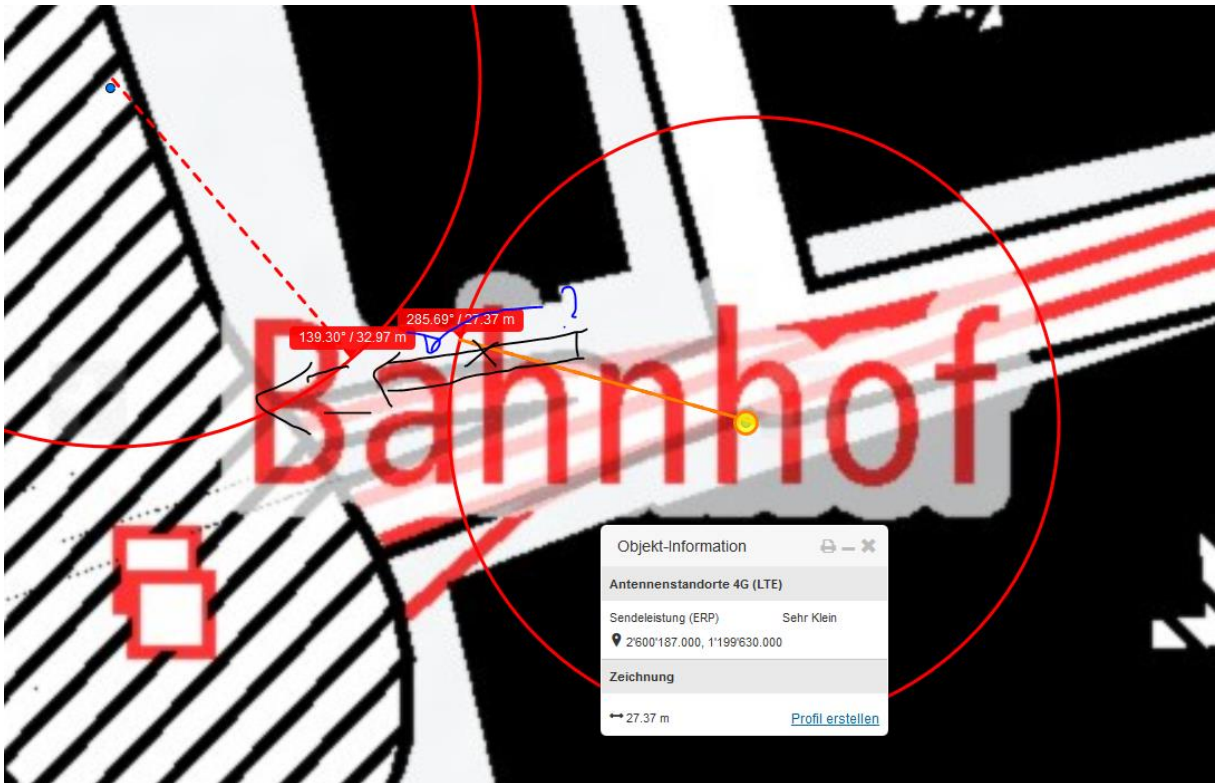 285.69° / 27.37 m
139.30° / 32.97 m
?
Bahnhof
Objekt-Information
Antennenstandorte 4G (LTE)
Sendeleistung (ERP) Sehr Klein
2'600'187.000, 1'199'630.000
Zeichnung
27.37 m Profil erstellen